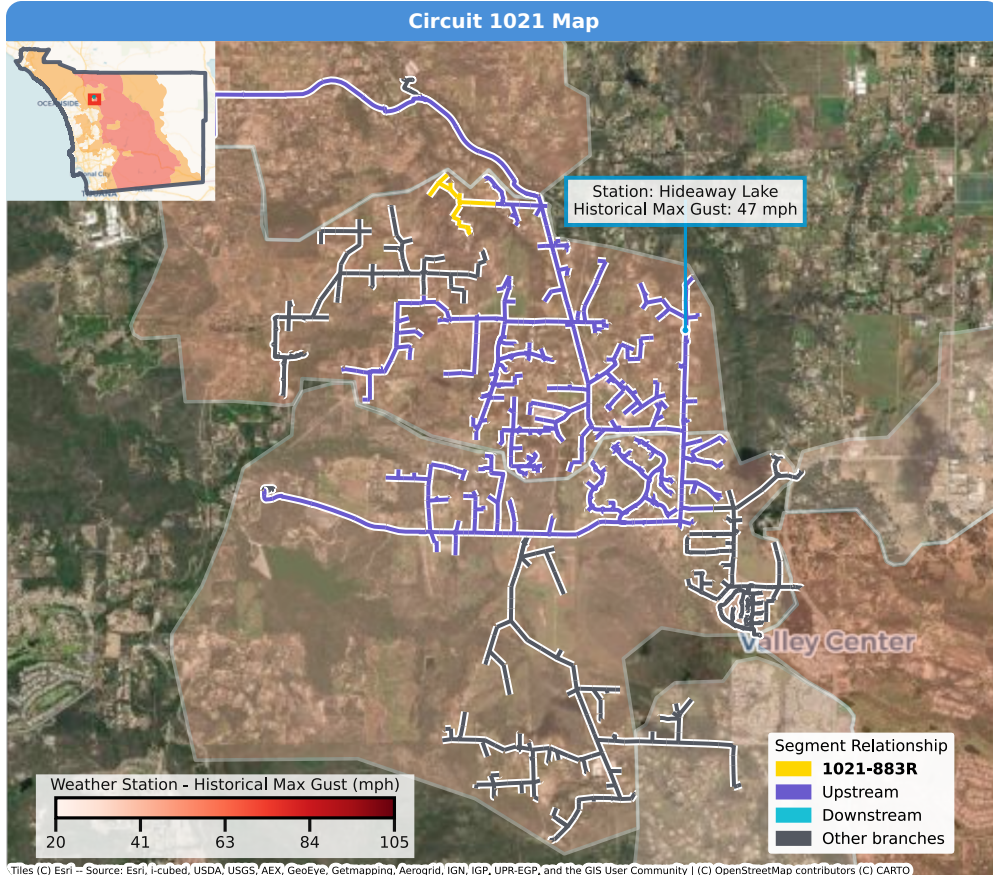 Circuit 1021 Map
OCEANSIDE
Station: Hideaway Lake
Historical Max Gust: 47 mph
Valley Center
Segment Relationship
1021-883R
Upstream
Downstream
Other branches
Weather Station - Historical Max Gust (mph)
20 41 63 84 105
Tiles (C) Esri -- Source: Esri, i-cubed, USDA, USGS, AEX, GeoEye, Getmapping, Aerogrid, IGN, IGP, UPR-EGP, and the GIS User Community | (C) OpenStreetMap contributors (C) CARTO